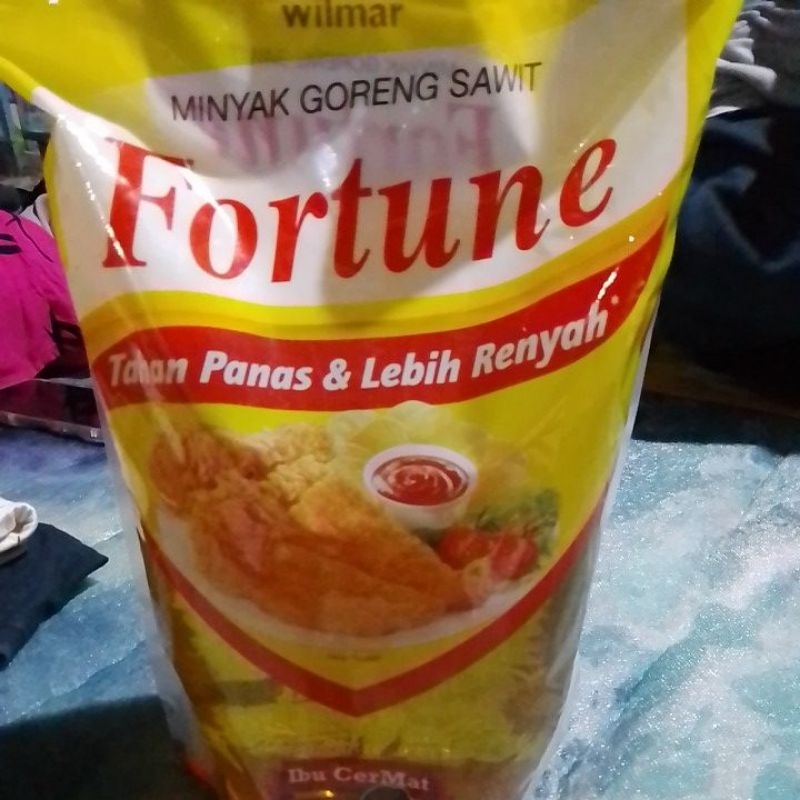 wilmar
MINYAK GORENG SAWIT
Fortune
Tahan Panas & Lebih Renyah
Ibu CerMat